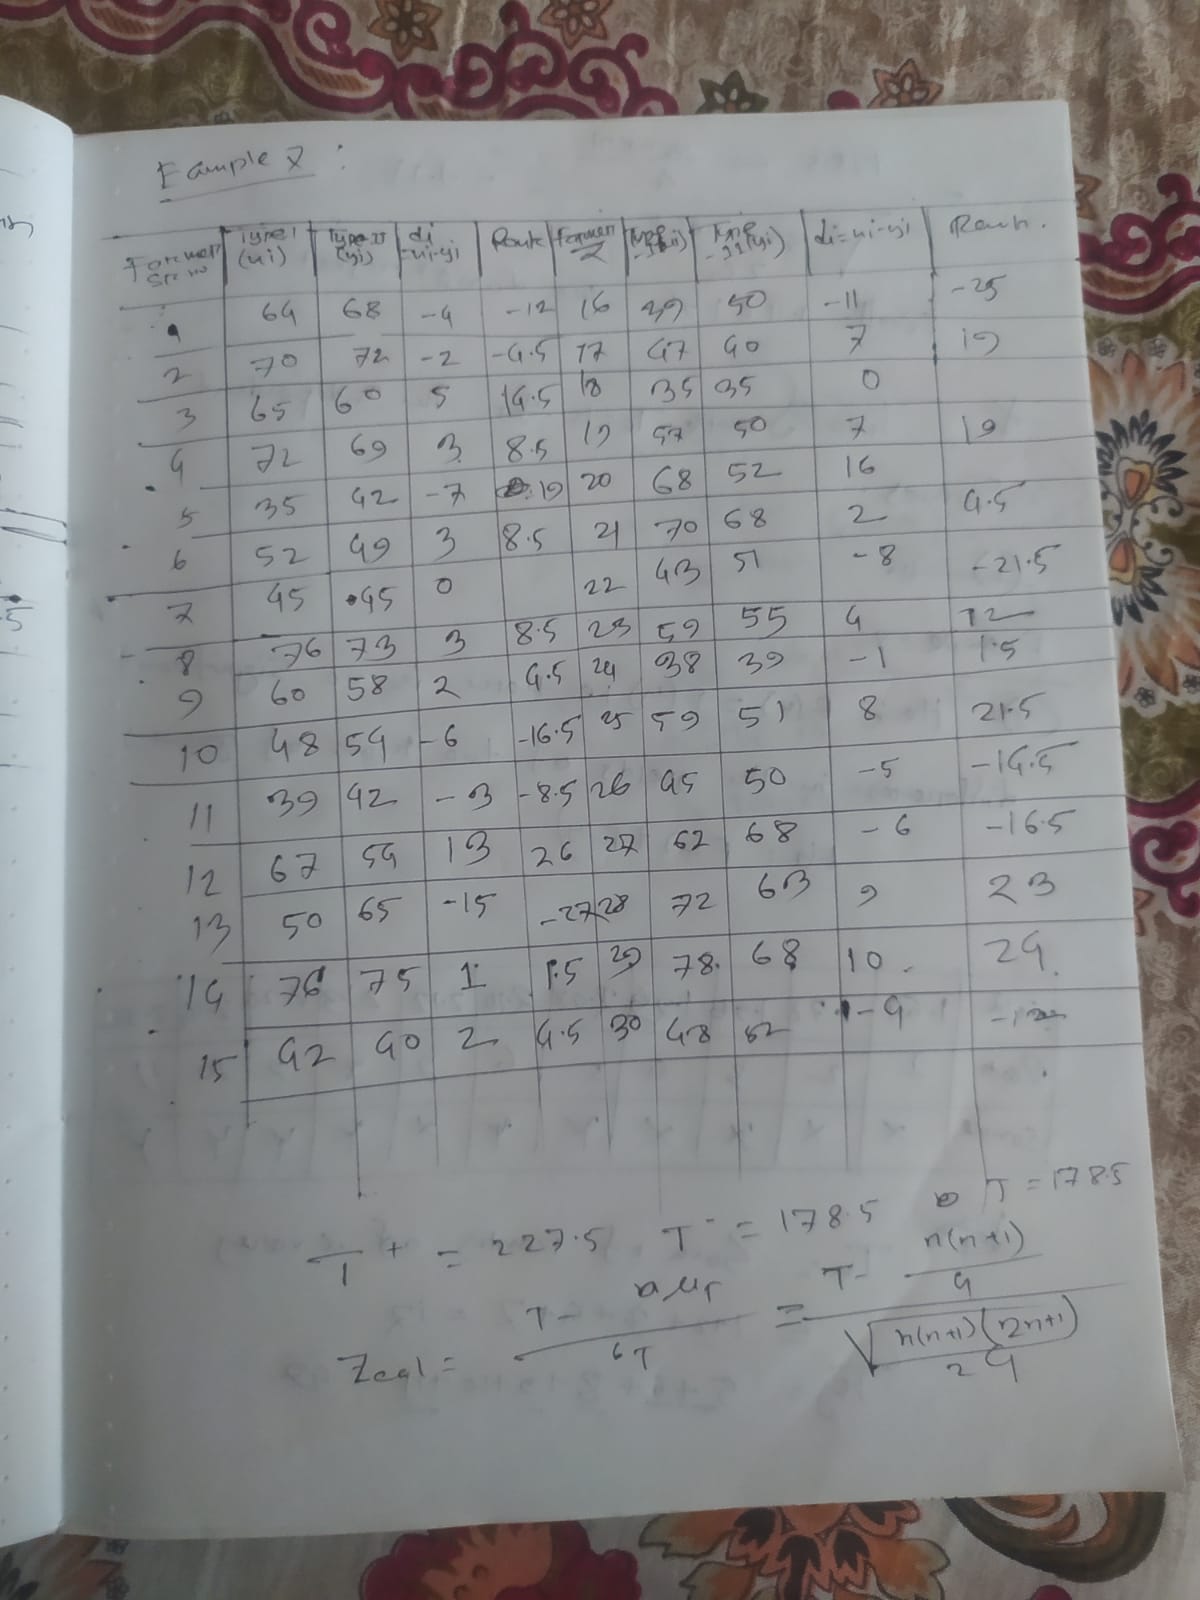 Example 7 :
Farmer Sr. no Type I (xi) Type II (yi) di =xi-yi Rank Farmer Type -I(xi) Type -II(yi) di=xi-yi Rank.
1 64 68 -4 -12 16 39 50 -11 -25
2 70 72 -2 -4.5 17 47 40 7 19
3 65 60 5 14.5 18 35 35 0
4 72 69 3 8.5 19 57 50 7 19
5 35 42 -7 19 20 68 52 16
6 52 49 3 8.5 21 70 68 2 4.5
7 45 45 0 22 43 51 -8 -21.5
8 76 73 3 8.5 23 59 55 4 12
9 60 58 2 4.5 24 38 39 -1 1.5
10 48 54 -6 -16.5 25 59 51 8 21.5
11 39 42 -3 -8.5 26 45 50 -5 -14.5
12 67 54 13 26 27 62 68 -6 -16.5
13 50 65 -15 -27 28 72 63 9 23
14 76 75 1 1.5 29 78 68 10 24
15 42 40 2 4.5 30 48 52 -4 -12
T+ = 227.5 T- = 178.5 T = 178.5
Zcal = T- μT / σT = T- n(n+1)/4 / √n(n+1)(2n+1)/24